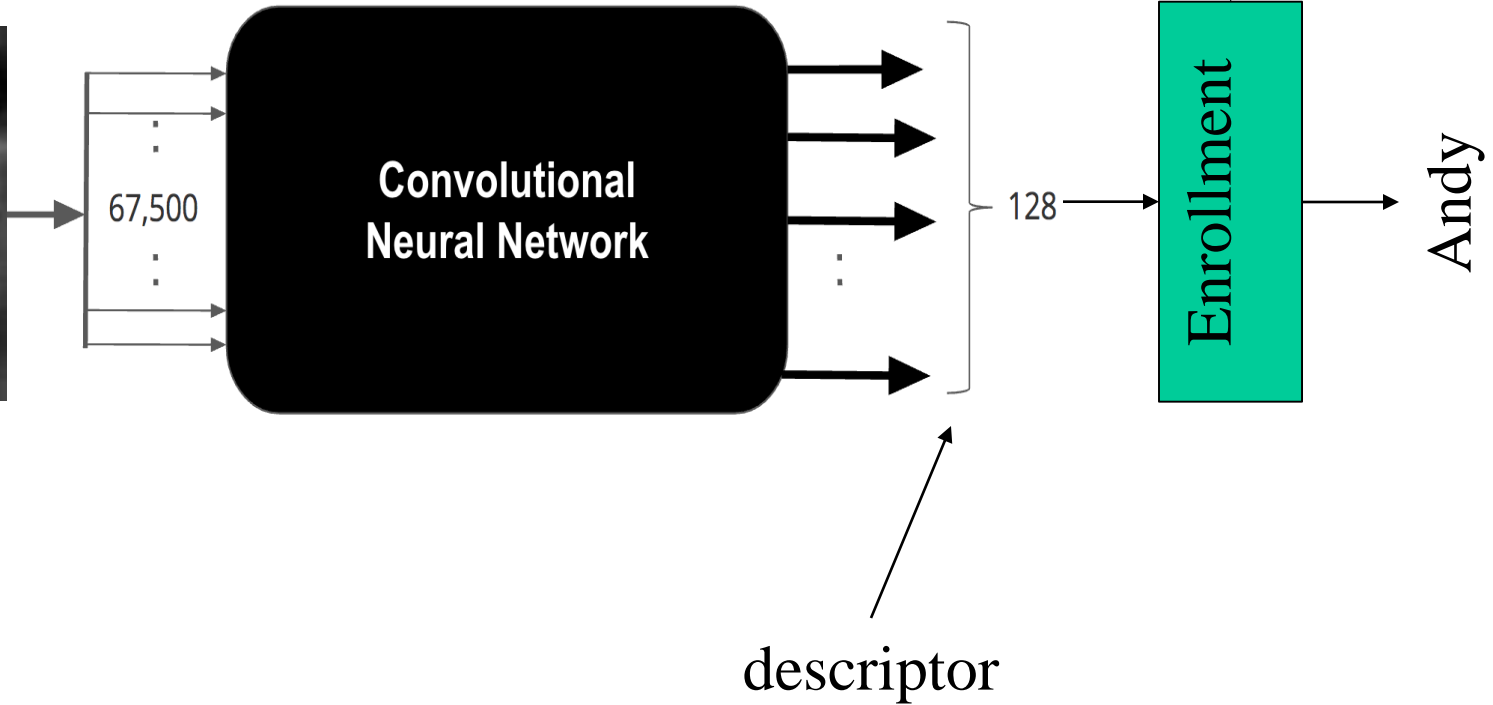 67,500
Convolutional
Neural Network
128
Enrollment
Andy
descriptor